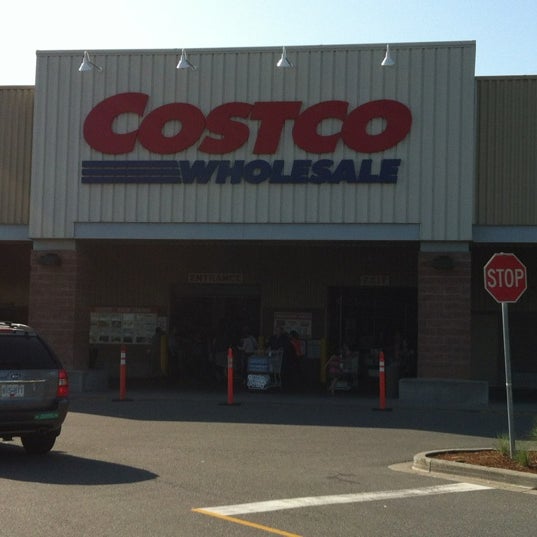 COSTCO
WHOLESALE
ENTRANCE
EXIT
STOP